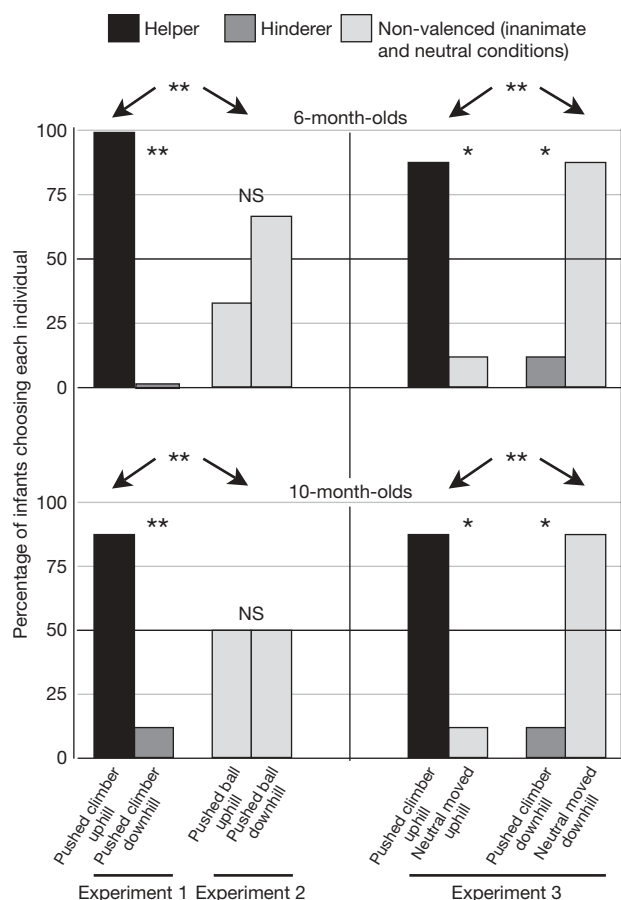 Helper
Hinderer
Non-valenced (inanimate
and neutral conditions)
**
**
6-month-olds
100
75
50
25
0
**
NS
*
*
**
**
10-month-olds
100
75
50
25
0
**
NS
*
*
Percentage of infants choosing each individual
Pushed climber
uphill
Pushed climber
downhill
Pushed ball
uphill
Pushed ball
downhill
Pushed climber
uphill
Neutral moved
uphill
Pushed climber
downhill
Neutral moved
downhill
Experiment 1
Experiment 2
Experiment 3